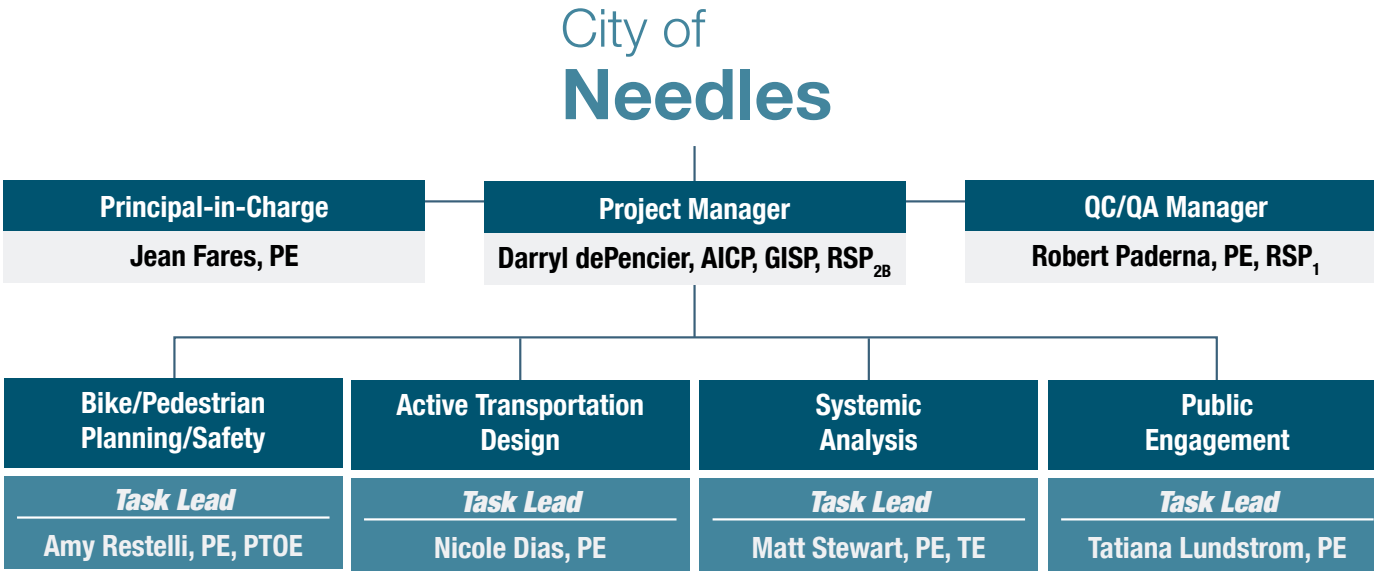 City of
Needles
Principal-in-Charge
Jean Fares, PE
Project Manager
Darryl dePencier, AICP, GISP, RSP2B
QC/QA Manager
Robert Paderna, PE, RSP1
Bike/Pedestrian
Planning/Safety
Task Lead
Amy Restelli, PE, PTOE
Active Transportation
Design
Task Lead
Nicole Dias, PE
Systemic
Analysis
Task Lead
Matt Stewart, PE, TE
Public
Engagement
Task Lead
Tatiana Lundstrom, PE